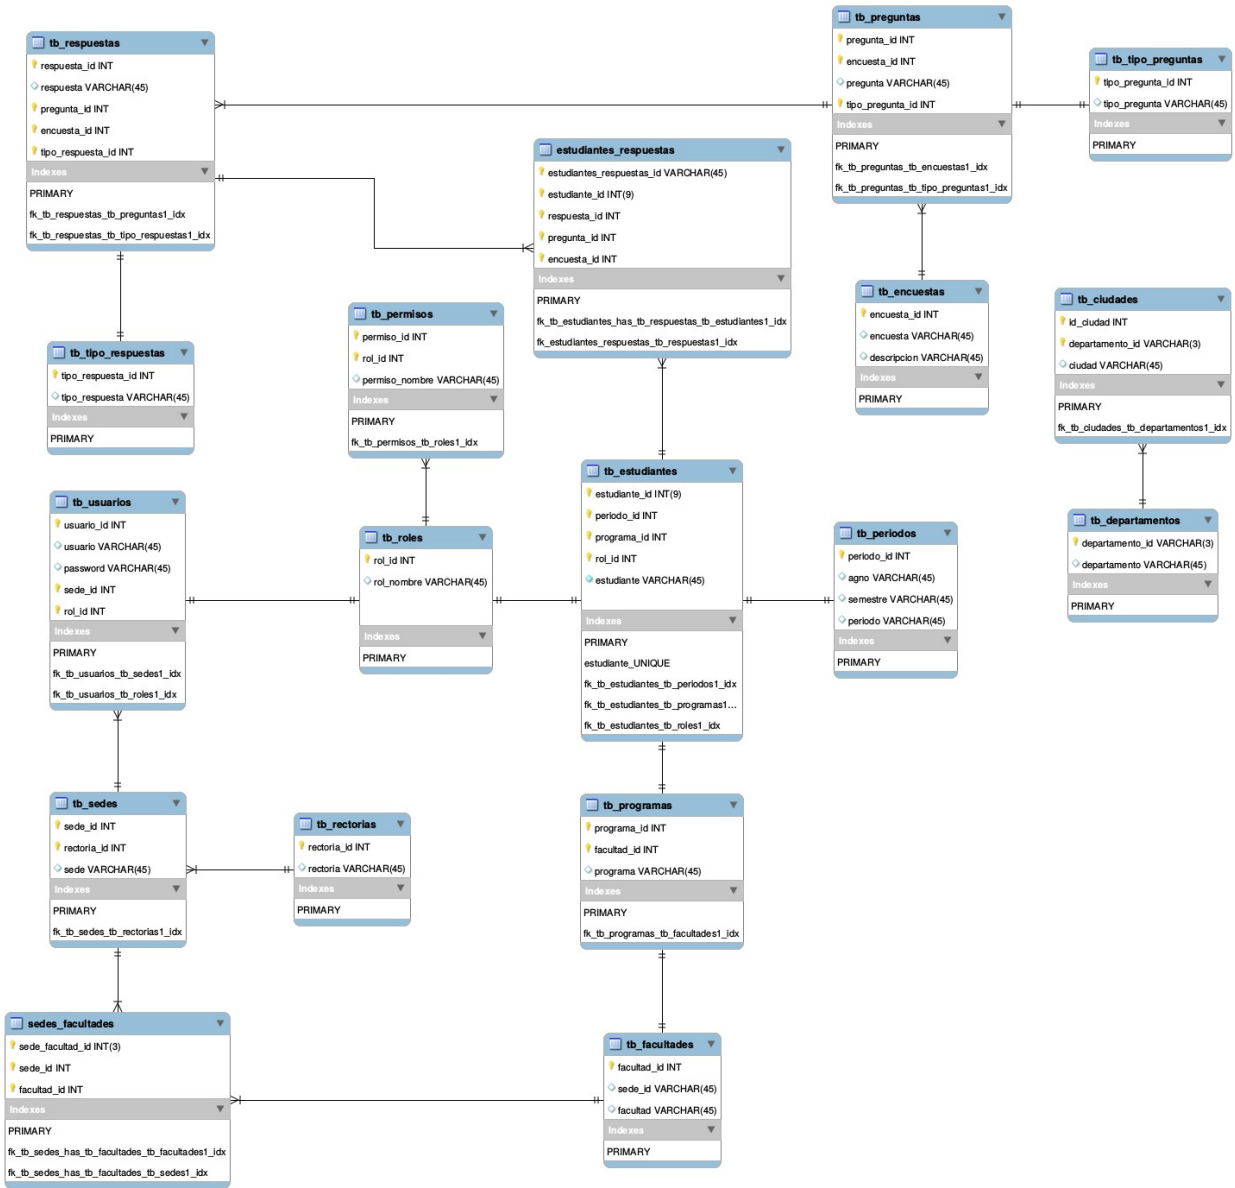 tb_respuestas
respuesta_id INT
respuesta VARCHAR(45)
pregunta_id INT
encuesta_id INT
tipo_respuesta_id INT
Indexes
PRIMARY
fk_tb_respuestas_tb_preguntas1_idx
fk_tb_respuestas_tb_tipo_respuestas1_idx
tb_preguntas
pregunta_id INT
encuesta_id INT
pregunta VARCHAR(45)
tipo_pregunta_id INT
Indexes
PRIMARY
fk_tb_preguntas_tb_encuestas1_idx
fk_tb_preguntas_tb_tipo_preguntas1_idx
tb_tipo_preguntas
tipo_pregunta_id INT
tipo_pregunta VARCHAR(45)
Indexes
PRIMARY
estudiantes_respuestas
estudiantes_respuestas_id VARCHAR(45)
estudiante_id INT(9)
respuesta_id INT
pregunta_id INT
encuesta_id INT
Indexes
PRIMARY
fk_tb_estudiantes_has_tb_respuestas_tb_estudiantes1_idx
fk_estudiantes_respuestas_tb_respuestas1_idx
tb_encuestas
encuesta_id INT
encuesta VARCHAR(45)
descripcion VARCHAR(45)
Indexes
PRIMARY
tb_ciudades
id_ciudad INT
departamento_id VARCHAR(3)
ciudad VARCHAR(45)
Indexes
PRIMARY
fk_tb_ciudades_tb_departamentos1_idx
tb_tipo_respuestas
tipo_respuesta_id INT
tipo_respuesta VARCHAR(45)
Indexes
PRIMARY
tb_permisos
permiso_id INT
rol_id INT
permiso_nombre VARCHAR(45)
Indexes
PRIMARY
fk_tb_permisos_tb_roles1_idx
tb_usuarios
usuario_id INT
usuario VARCHAR(45)
password VARCHAR(45)
sede_id INT
rol_id INT
Indexes
PRIMARY
fk_tb_usuarios_tb_sedes1_idx
fk_tb_usuarios_tb_roles1_idx
tb_roles
rol_id INT
rol_nombre VARCHAR(45)
Indexes
PRIMARY
tb_estudiantes
estudiante_id INT(9)
periodo_id INT
programa_id INT
rol_id INT
estudiante VARCHAR(45)
Indexes
PRIMARY
estudiante_UNIQUE
fk_tb_estudiantes_tb_periodos1_idx
fk_tb_estudiantes_tb_programas1...
fk_tb_estudiantes_tb_roles1_idx
tb_periodos
periodo_id INT
agno VARCHAR(45)
semestre VARCHAR(45)
periodo VARCHAR(45)
Indexes
PRIMARY
tb_departamentos
departamento_id VARCHAR(3)
departamento VARCHAR(45)
Indexes
PRIMARY
tb_sedes
sede_id INT
rectoria_id INT
sede VARCHAR(45)
Indexes
PRIMARY
fk_tb_sedes_tb_rectorias1_idx
tb_rectorias
rectoria_id INT
rectoria VARCHAR(45)
Indexes
PRIMARY
tb_programas
programa_id INT
facultad_id INT
programa VARCHAR(45)
Indexes
PRIMARY
fk_tb_programas_tb_facultades1_idx
sedes_facultades
sede_facultad_id INT(3)
sede_id INT
facultad_id INT
Indexes
PRIMARY
fk_tb_sedes_has_tb_facultades_tb_facultades1_idx
fk_tb_sedes_has_tb_facultades_tb_sedes1_idx
tb_facultades
facultad_id INT
sede_id VARCHAR(45)
facultad VARCHAR(45)
Indexes
PRIMARY